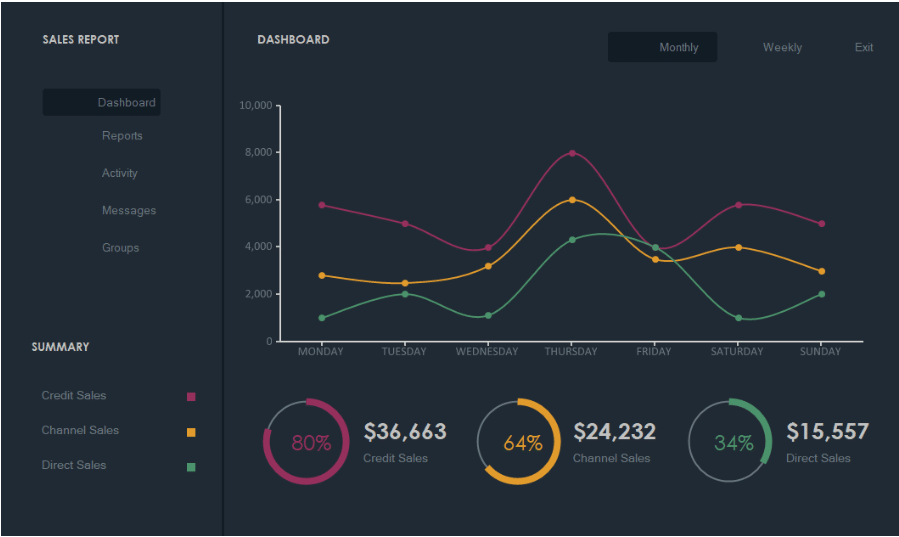 SALES REPORT
Dashboard
Reports
Activity
Messages
Groups
SUMMARY
Credit Sales
Channel Sales
Direct Sales
DASHBOARD
Monthly Weekly Exit
10,000
8,000
6,000
4,000
2,000
0
MONDAY TUESDAY WEDNESDAY THURSDAY FRIDAY SATURDAY SUNDAY
80%
$36,663
Credit Sales
64%
$24,232
Channel Sales
34%
$15,557
Direct Sales